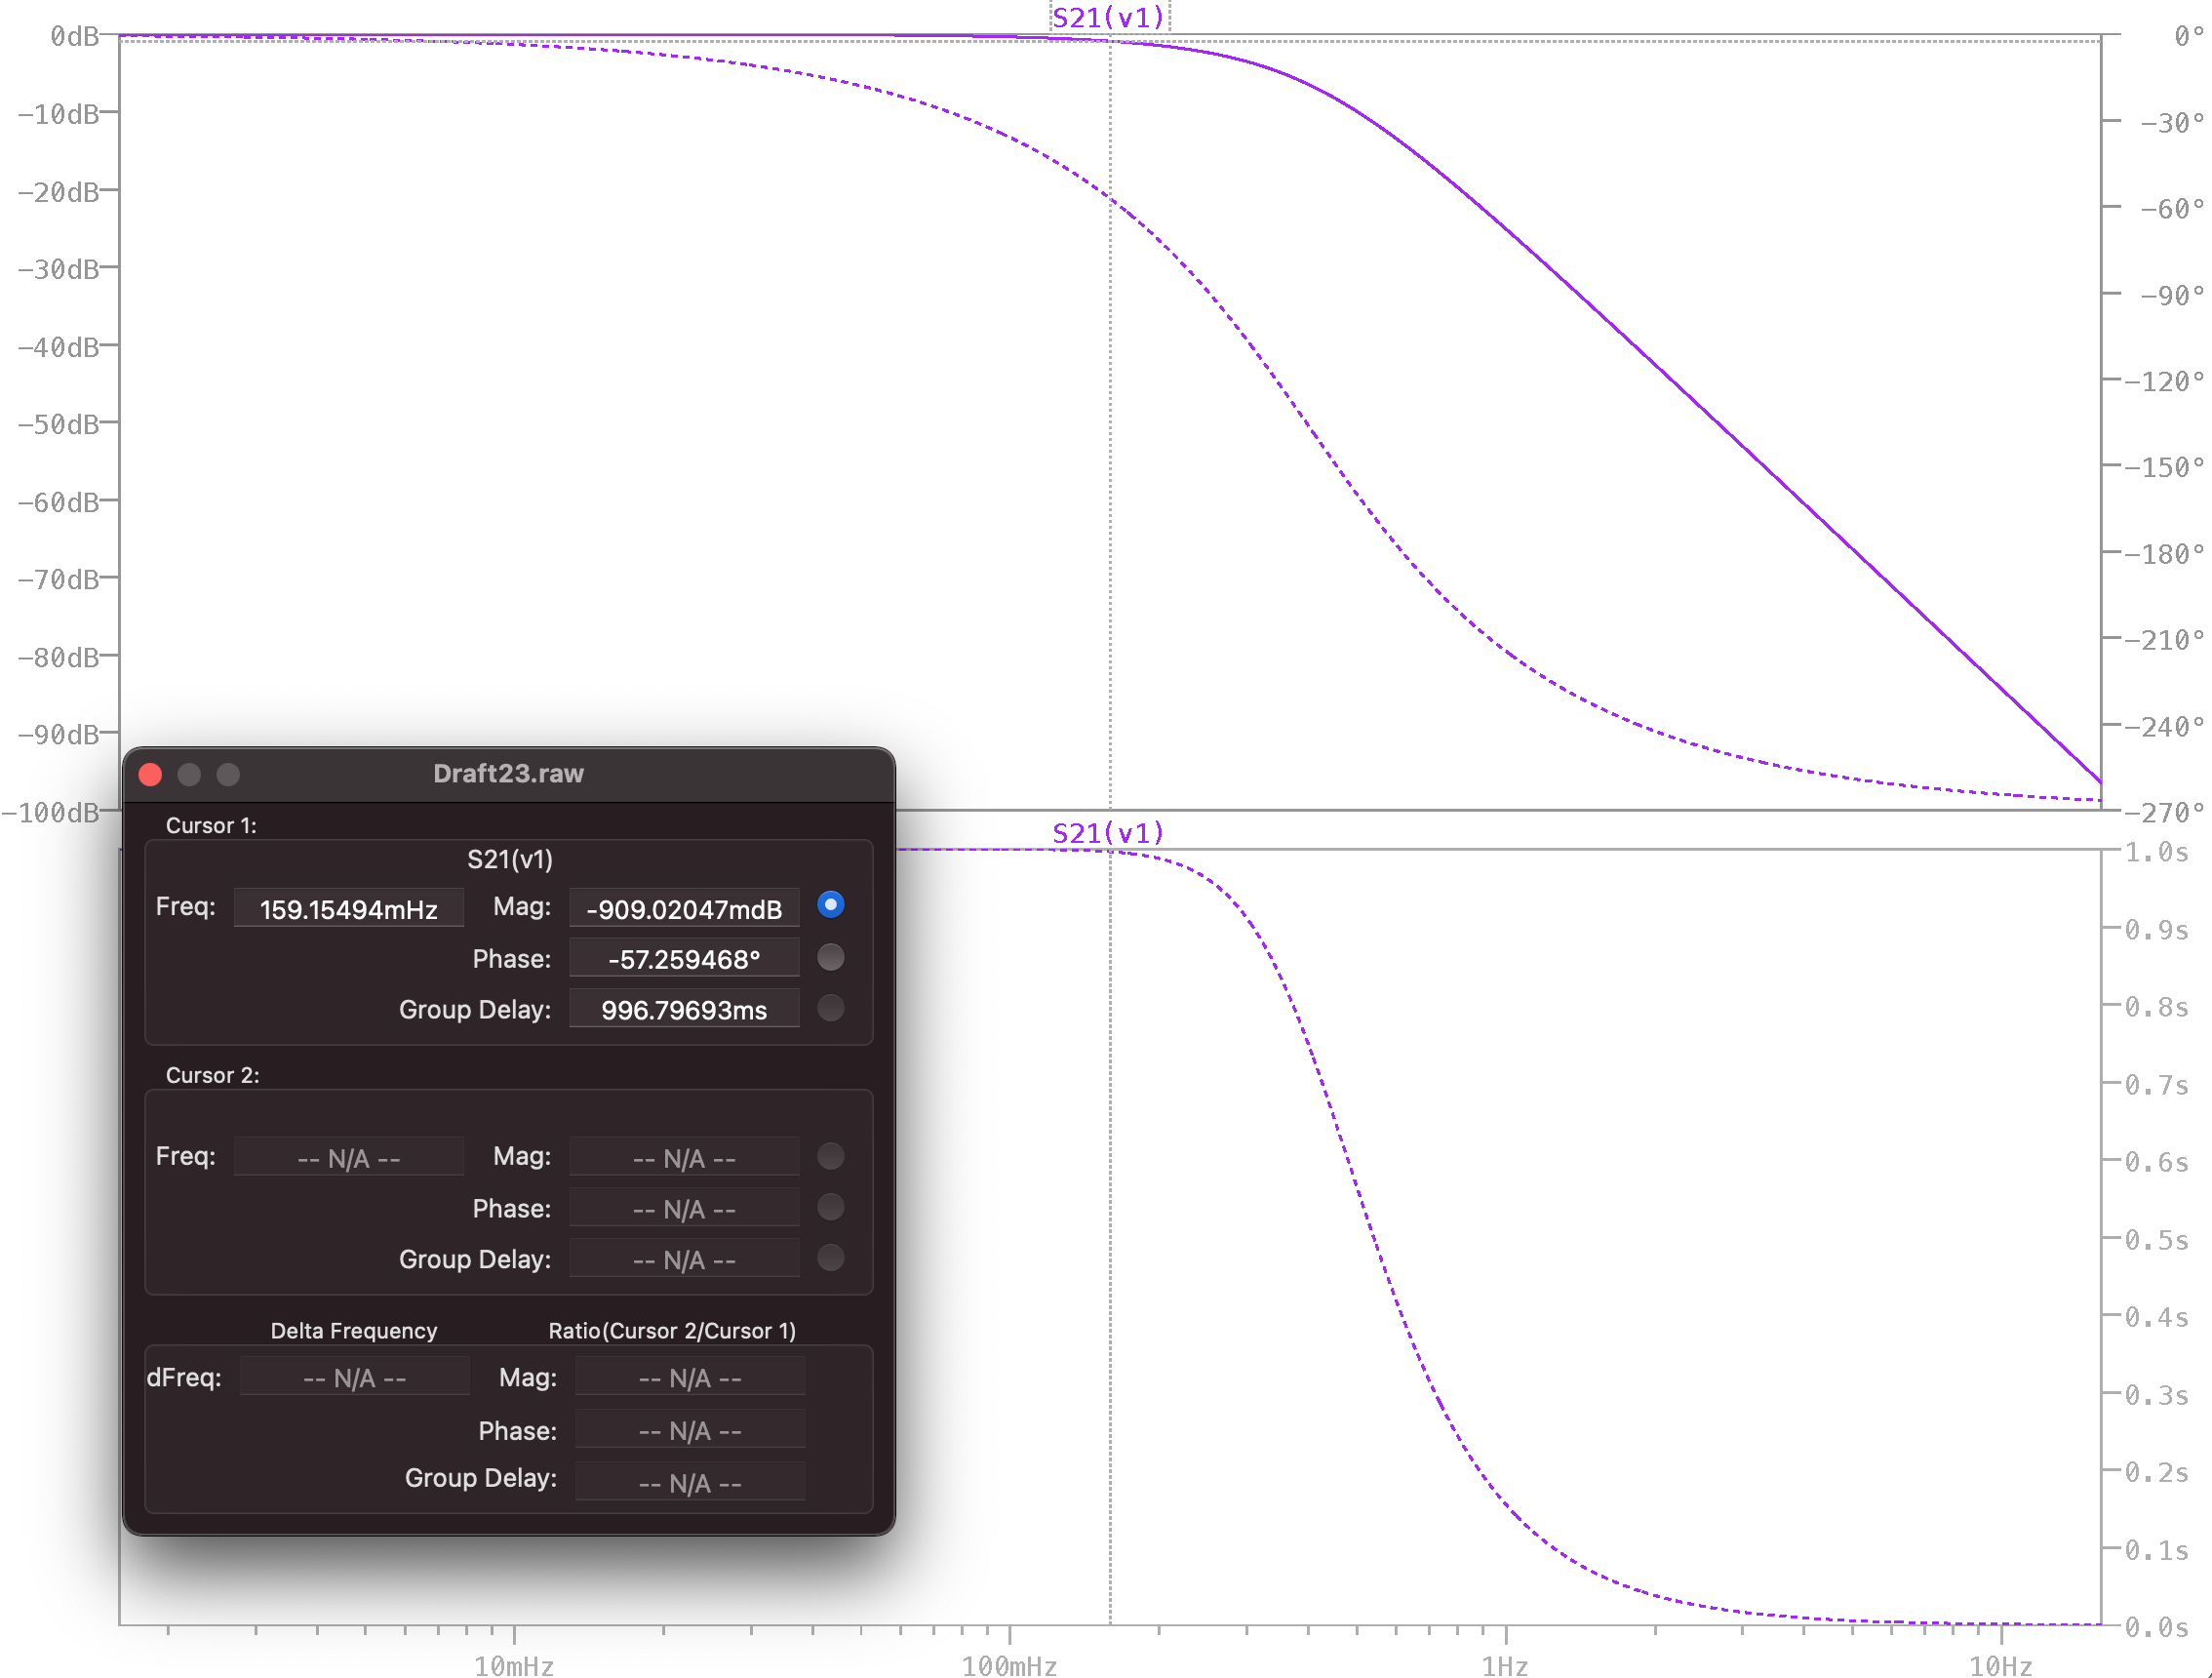 S21(v1)
0dB
-10dB
-20dB
-30dB
-40dB
-50dB
-60dB
-70dB
-80dB
-90dB
-100dB
0°
-30°
-60°
-90°
-120°
-150°
-180°
-210°
-240°
-270°
S21(v1)
1.0s
0.9s
0.8s
0.7s
0.6s
0.5s
0.4s
0.3s
0.2s
0.1s
0.0s
10mHz 100mHz 1Hz 10Hz
Draft23.raw
Cursor 1:
S21(v1)
Freq: 159.15494mHz Mag: -909.02047mdB
Phase: -57.259468°
Group Delay: 996.79693ms
Cursor 2:
Freq: -- N/A -- Mag: -- N/A --
Phase: -- N/A --
Group Delay: -- N/A --
Delta Frequency Ratio(Cursor 2/Cursor 1)
dFreq: -- N/A -- Mag: -- N/A --
Phase: -- N/A --
Group Delay: -- N/A --